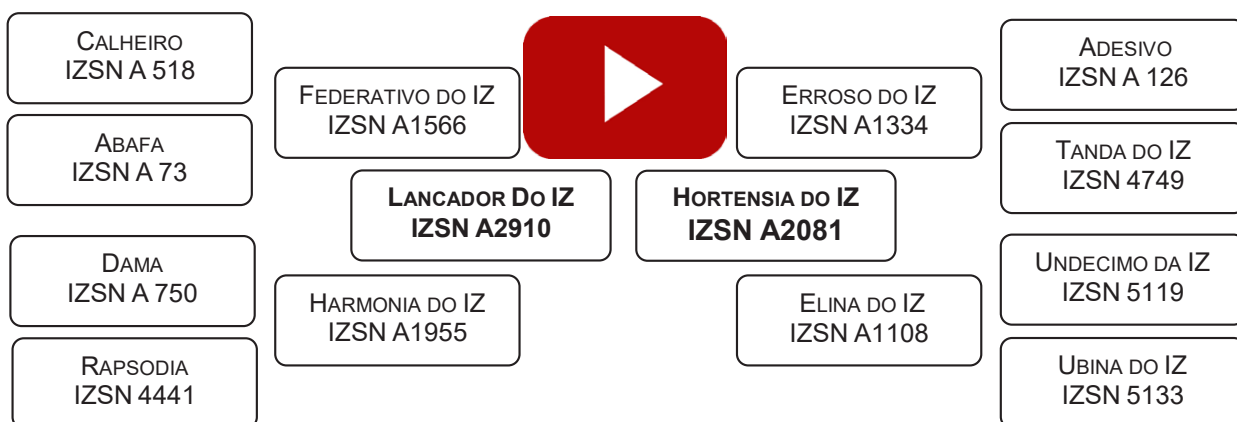 CALHEIRO
IZSN A 518
ABAFA
IZSN A 73
DAMA
IZSN A 750
RAPSODIA
IZSN 4441
FEDERATIVO DO IZ
IZSN A1566
HARMONIA DO IZ
IZSN A1955
LANCADOR DO IZ
IZSN A2910
HORTENSIA DO IZ
IZSN A2081
ERROSO DO IZ
IZSN A1334
ELINA DO IZ
IZSN A1108
ADESIVO
IZSN A 126
TANDA DO IZ
IZSN 4749
UNDECIMO DA IZ
IZSN 5119
UBINA DO IZ
IZSN 5133